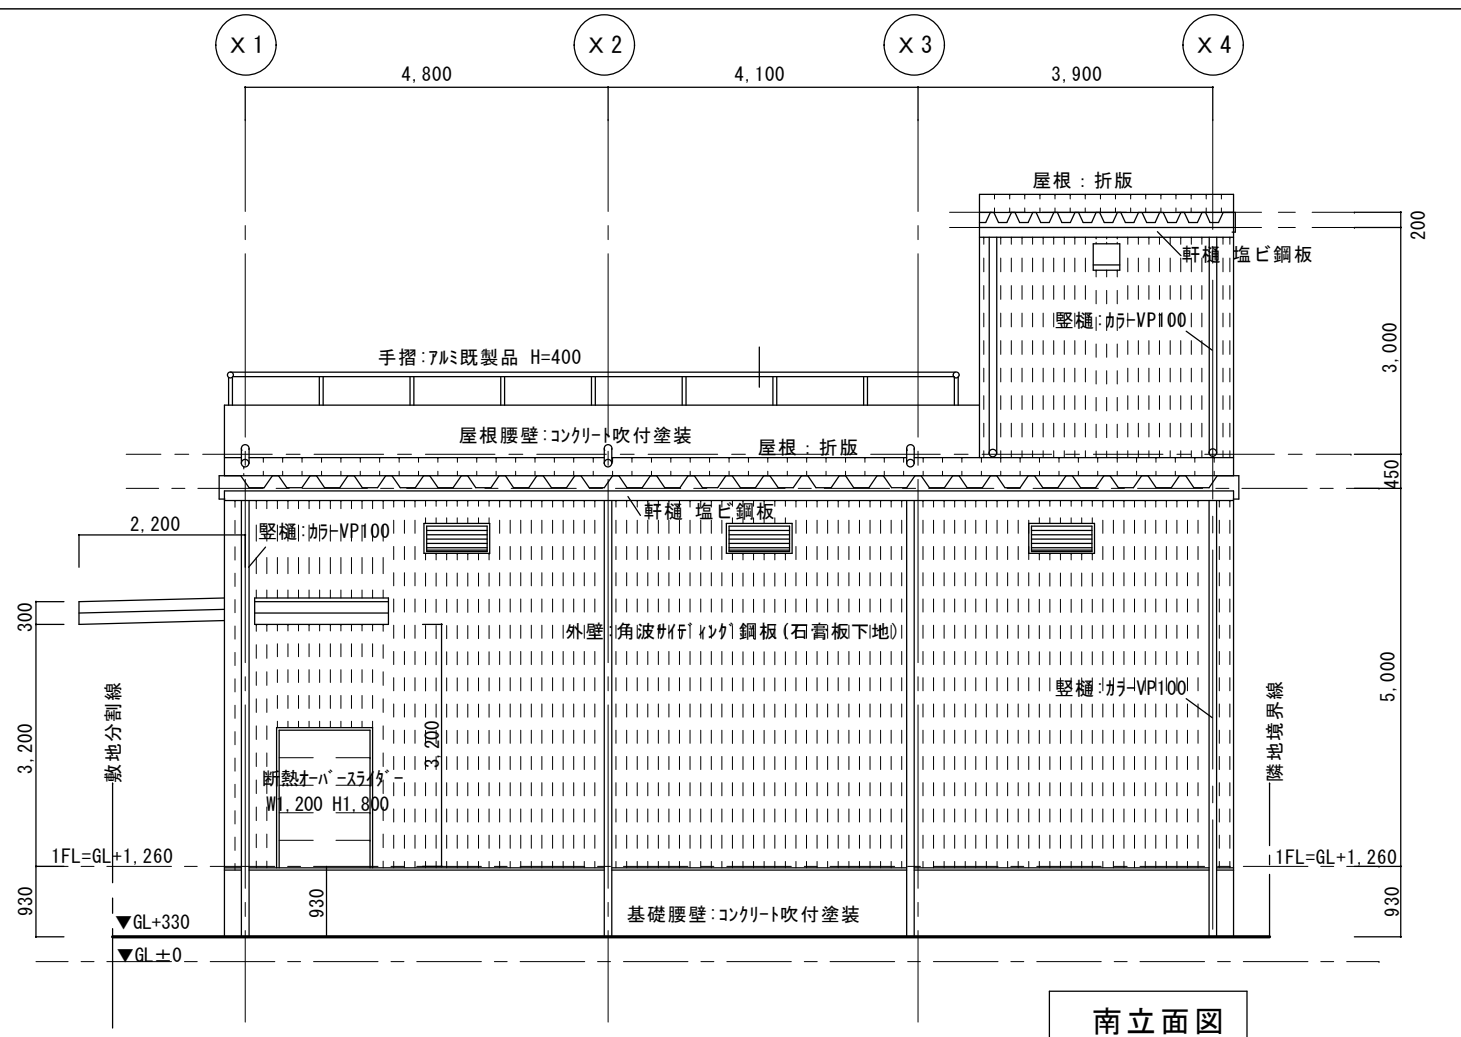 X1
X2
X3
X4
4,800
4,100
3,900
屋根：折版
200
軒樋 塩ビ鋼板
竪樋:カラーVP100
3,000
手摺:アルミ既製品 H=400
屋根腰壁:コンクリート吹付塗装
屋根：折版
450
軒樋 塩ビ鋼板
2,200
竪樋:カラーVP100
300
外壁:角波サイディング鋼板(石膏板下地)
5,000
竪樋:カラーVP100
敷地分割線
隣地境界線
3,200
3,200
断熱オーバースライダー
W1,200 H1,800
1FL=GL+1,260
1FL=GL+1,260
930
930
930
基礎腰壁:コンクリート吹付塗装
▼GL+330
▼GL±0
南立面図